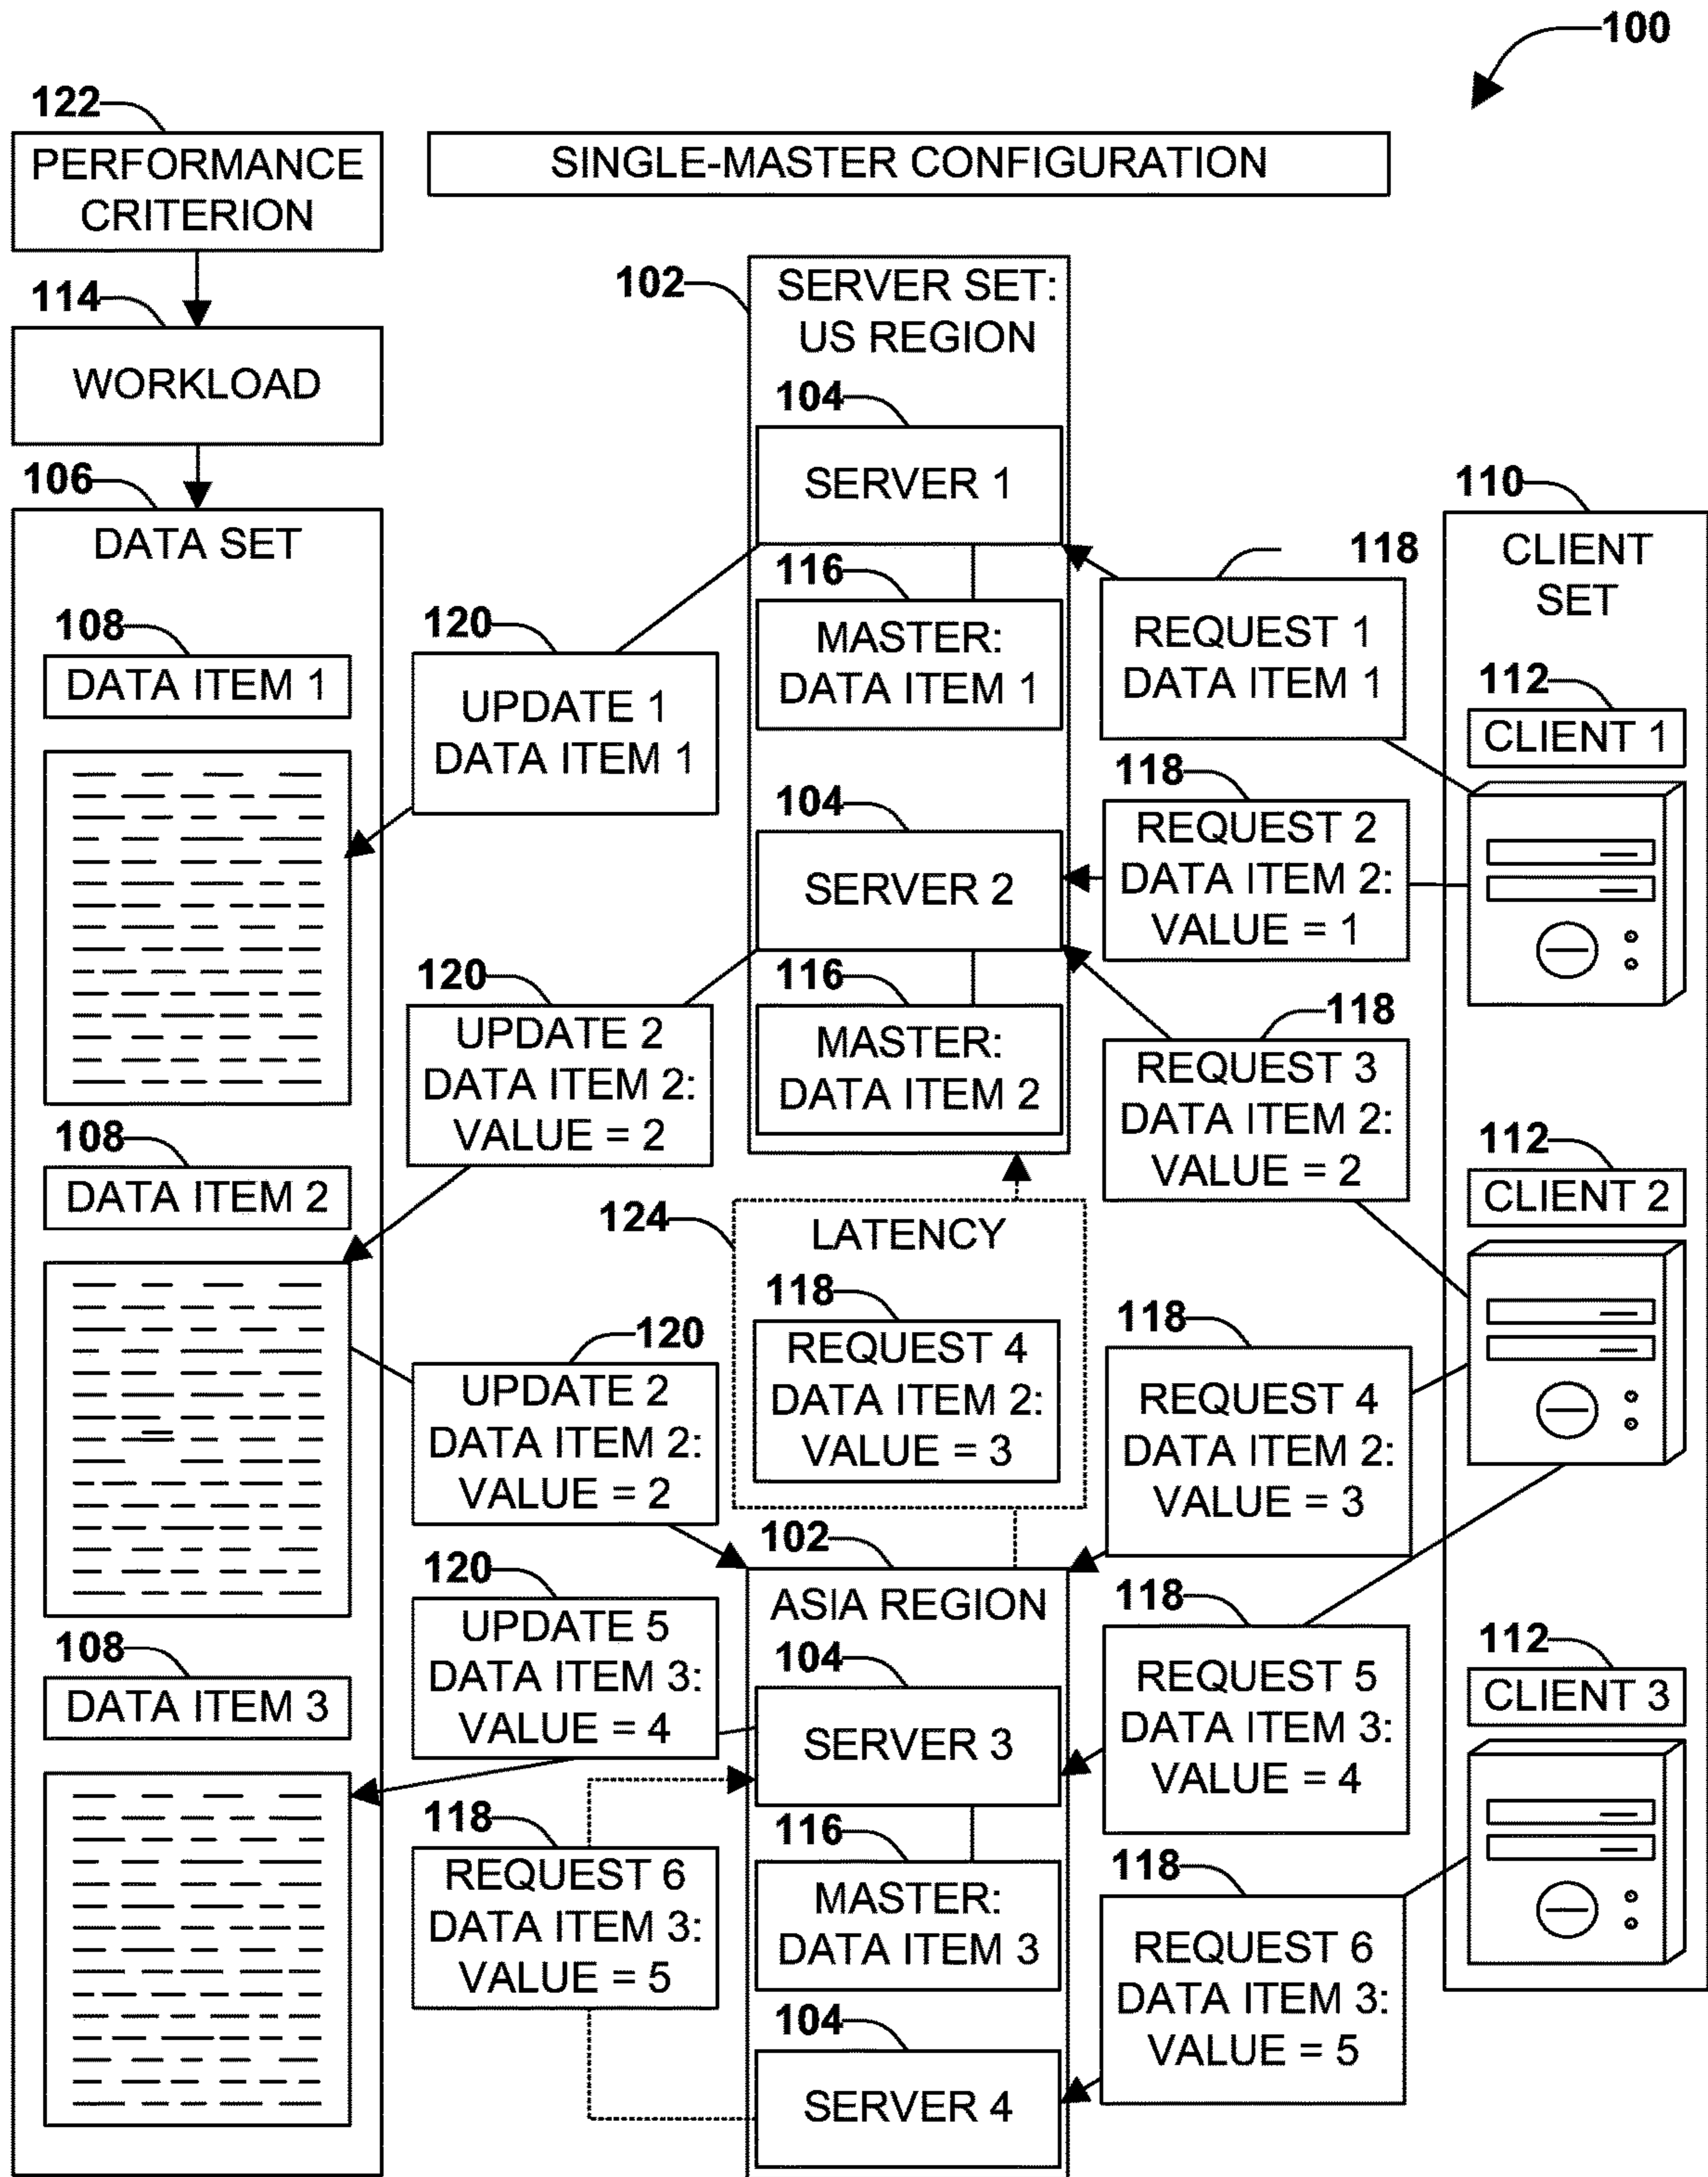 100
122
PERFORMANCE
CRITERION
SINGLE-MASTER CONFIGURATION
114
WORKLOAD
106
DATA SET
108
DATA ITEM 1
108
DATA ITEM 2
108
DATA ITEM 3
120
UPDATE 1
DATA ITEM 1
120
UPDATE 2
DATA ITEM 2:
VALUE = 2
120
UPDATE 2
DATA ITEM 2:
VALUE = 2
120
UPDATE 5
DATA ITEM 3:
VALUE = 4
118
REQUEST 6
DATA ITEM 3:
VALUE = 5
102
SERVER SET:
US REGION
104
SERVER 1
116
MASTER:
DATA ITEM 1
104
SERVER 2
116
MASTER:
DATA ITEM 2
124
LATENCY
118
REQUEST 4
DATA ITEM 2:
VALUE = 3
102
ASIA REGION
104
SERVER 3
116
MASTER:
DATA ITEM 3
104
SERVER 4
118
REQUEST 1
DATA ITEM 1
118
REQUEST 2
DATA ITEM 2:
VALUE = 1
118
REQUEST 3
DATA ITEM 2:
VALUE = 2
118
REQUEST 4
DATA ITEM 2:
VALUE = 3
118
REQUEST 5
DATA ITEM 3:
VALUE = 4
118
REQUEST 6
DATA ITEM 3:
VALUE = 5
110
CLIENT
SET
112
CLIENT 1
112
CLIENT 2
112
CLIENT 3